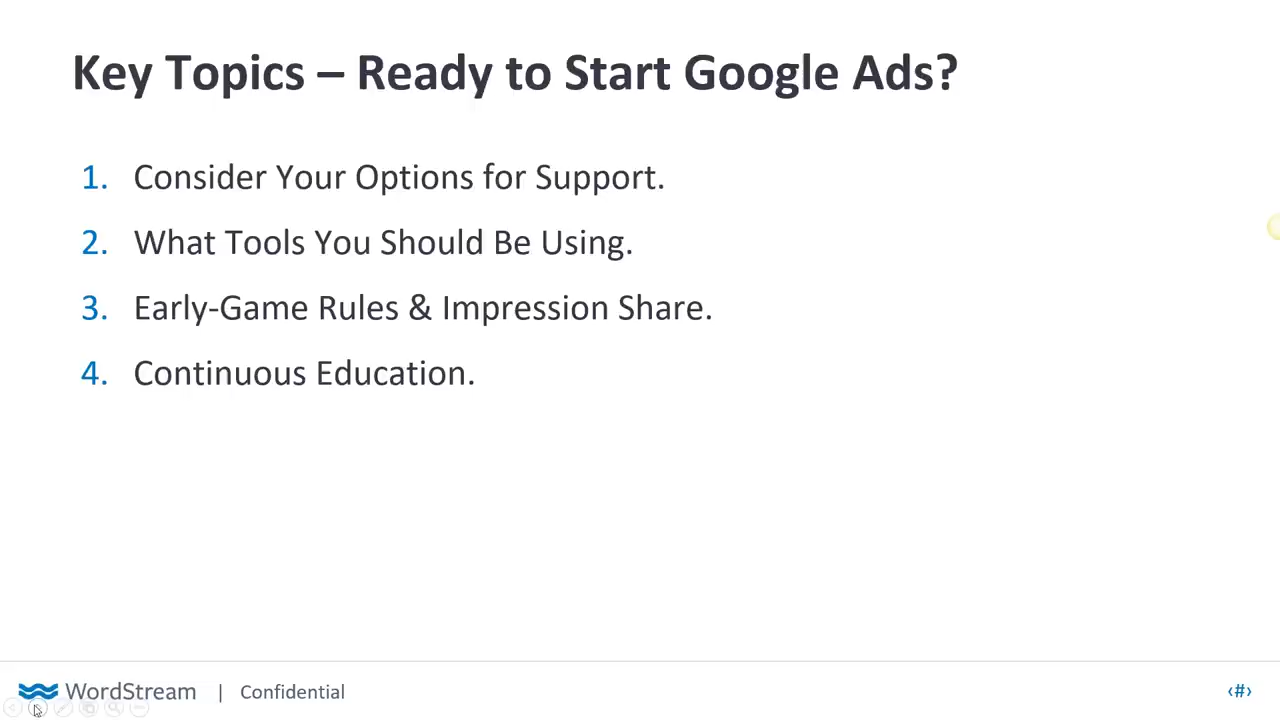 Key Topics – Ready to Start Google Ads?
1. Consider Your Options for Support.
2. What Tools You Should Be Using.
3. Early-Game Rules & Impression Share.
4. Continuous Education.
WordStream | Confidential
‹#›